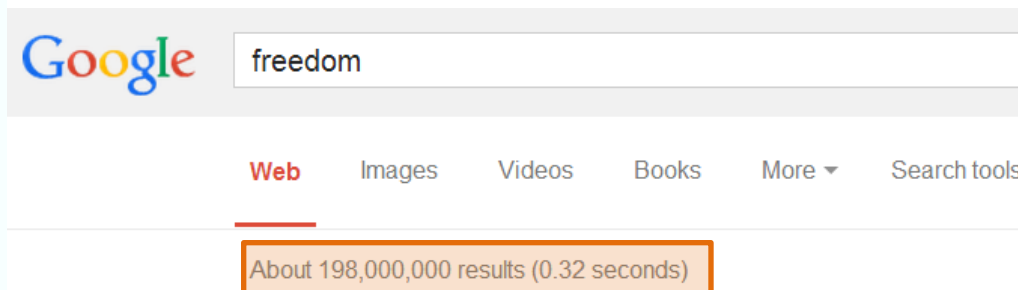 Google freedom
Web Images Videos Books More Search tools
About 198,000,000 results (0.32 seconds)